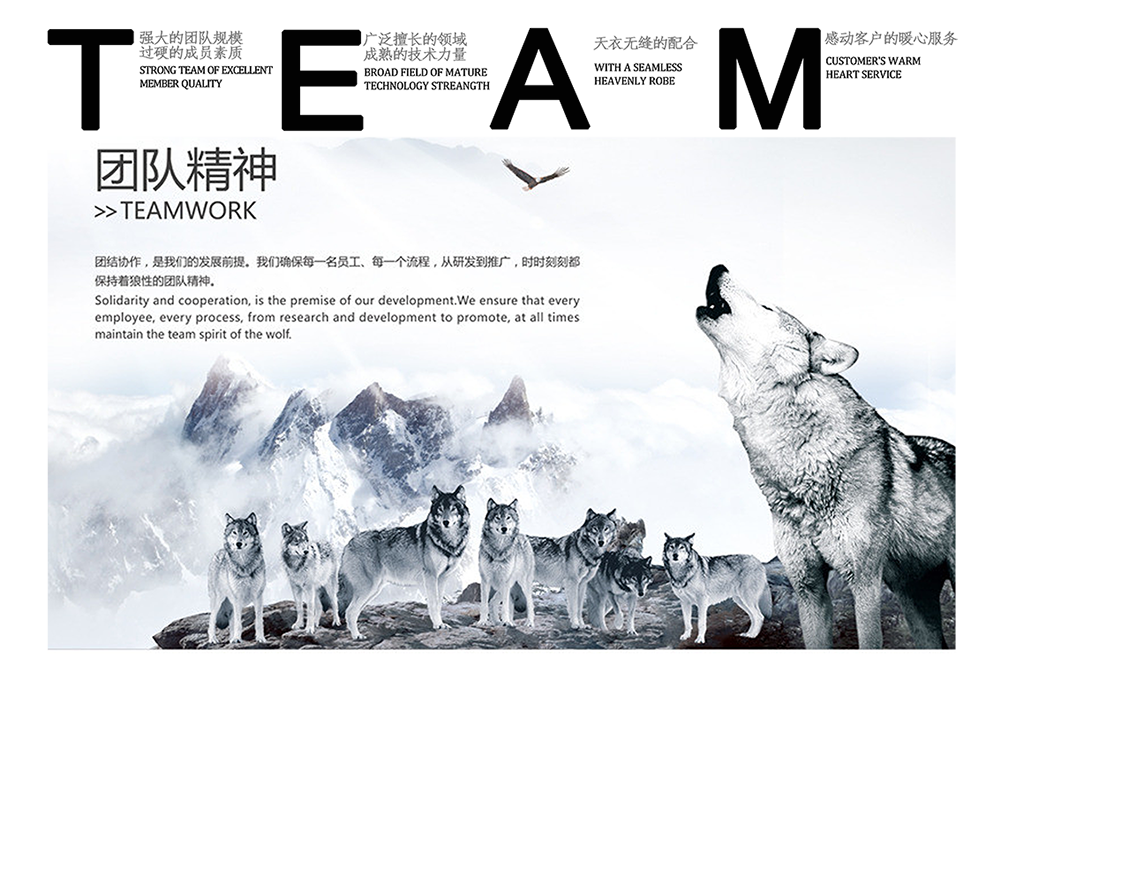 T
强大的团队规模
过硬的成员素质
STRONG TEAM OF EXCELLENT
MEMBER QUALITY
E
广泛擅长的领域
成熟的技术力量
BROAD FIELD OF MATURE
TECHNOLOGY STREANGTH
A
天衣无缝的配合
WITH A SEAMLESS
HEAVENLY ROBE
M
感动客户的暖心服务
CUSTOMER'S WARM
HEART SERVICE
团队精神
>>TEAMWORK
团结协作，是我们的发展前提。我们确保每一名员工、每一个流程，从研发到推广，时时刻刻都
保持着狼性的团队精神。
Solidarity and cooperation, is the premise of our development.We ensure that every
employee, every process, from research and development to promote, at all times
maintain the team spirit of the wolf.